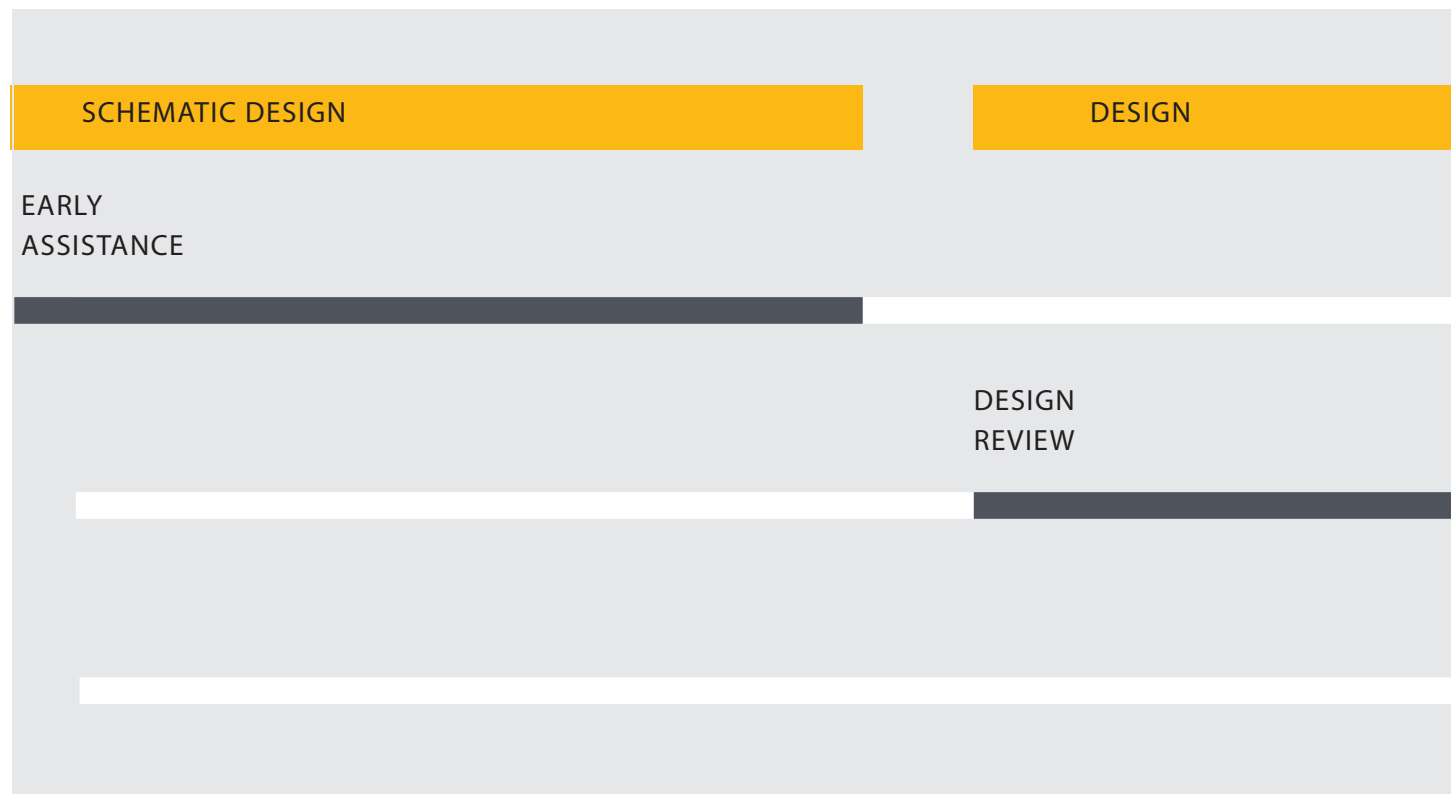 SCHEMATIC DESIGN
DESIGN
EARLY
ASSISTANCE
DESIGN
REVIEW